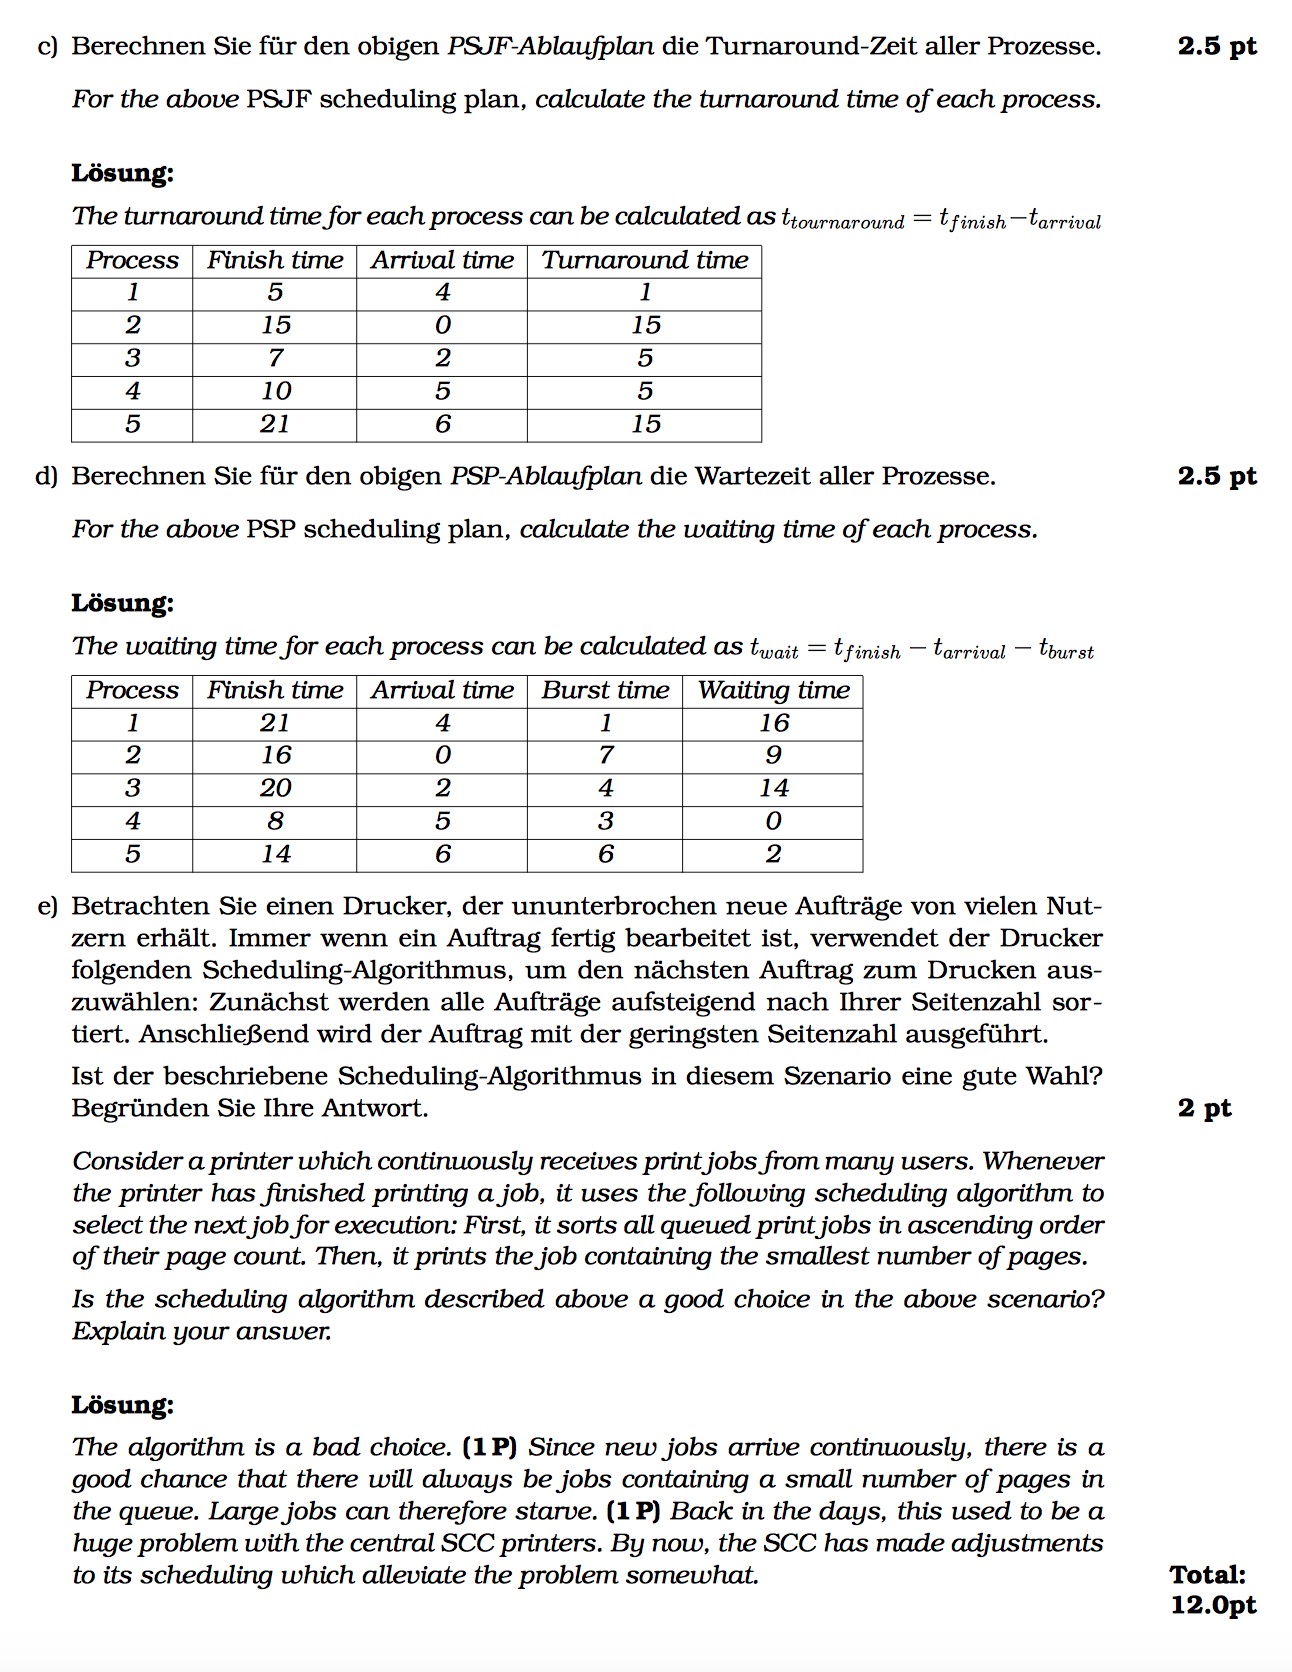 c) Berechnen Sie für den obigen PSJF-Ablaufplan die Turnaround-Zeit aller Prozesse. 2.5 pt
For the above PSJF scheduling plan, calculate the turnaround time of each process.
Lösung:
The turnaround time for each process can be calculated as t_tournaround = t_finish − t_arrival
Process Finish time Arrival time Turnaround time
1 5 4 1
2 15 0 15
3 7 2 5
4 10 5 5
5 21 6 15
d) Berechnen Sie für den obigen PSP-Ablaufplan die Wartezeit aller Prozesse. 2.5 pt
For the above PSP scheduling plan, calculate the waiting time of each process.
Lösung:
The waiting time for each process can be calculated as t_wait = t_finish − t_arrival − t_burst
Process Finish time Arrival time Burst time Waiting time
1 21 4 1 16
2 16 0 7 9
3 20 2 4 14
4 8 5 3 0
5 14 6 6 2
e) Betrachten Sie einen Drucker, der ununterbrochen neue Aufträge von vielen Nut-
zern erhält. Immer wenn ein Auftrag fertig bearbeitet ist, verwendet der Drucker
folgenden Scheduling-Algorithmus, um den nächsten Auftrag zum Drucken aus-
zuwählen: Zunächst werden alle Aufträge aufsteigend nach Ihrer Seitenzahl sor-
tiert. Anschließend wird der Auftrag mit der geringsten Seitenzahl ausgeführt.
Ist der beschriebene Scheduling-Algorithmus in diesem Szenario eine gute Wahl?
Begründen Sie Ihre Antwort. 2 pt
Consider a printer which continuously receives print jobs from many users. Whenever
the printer has finished printing a job, it uses the following scheduling algorithm to
select the next job for execution: First, it sorts all queued print jobs in ascending order
of their page count. Then, it prints the job containing the smallest number of pages.
Is the scheduling algorithm described above a good choice in the above scenario?
Explain your answer.
Lösung:
The algorithm is a bad choice. (1 P) Since new jobs arrive continuously, there is a
good chance that there will always be jobs containing a small number of pages in
the queue. Large jobs can therefore starve. (1 P) Back in the days, this used to be a
huge problem with the central SCC printers. By now, the SCC has made adjustments
to its scheduling which alleviate the problem somewhat. Total:
12.0pt